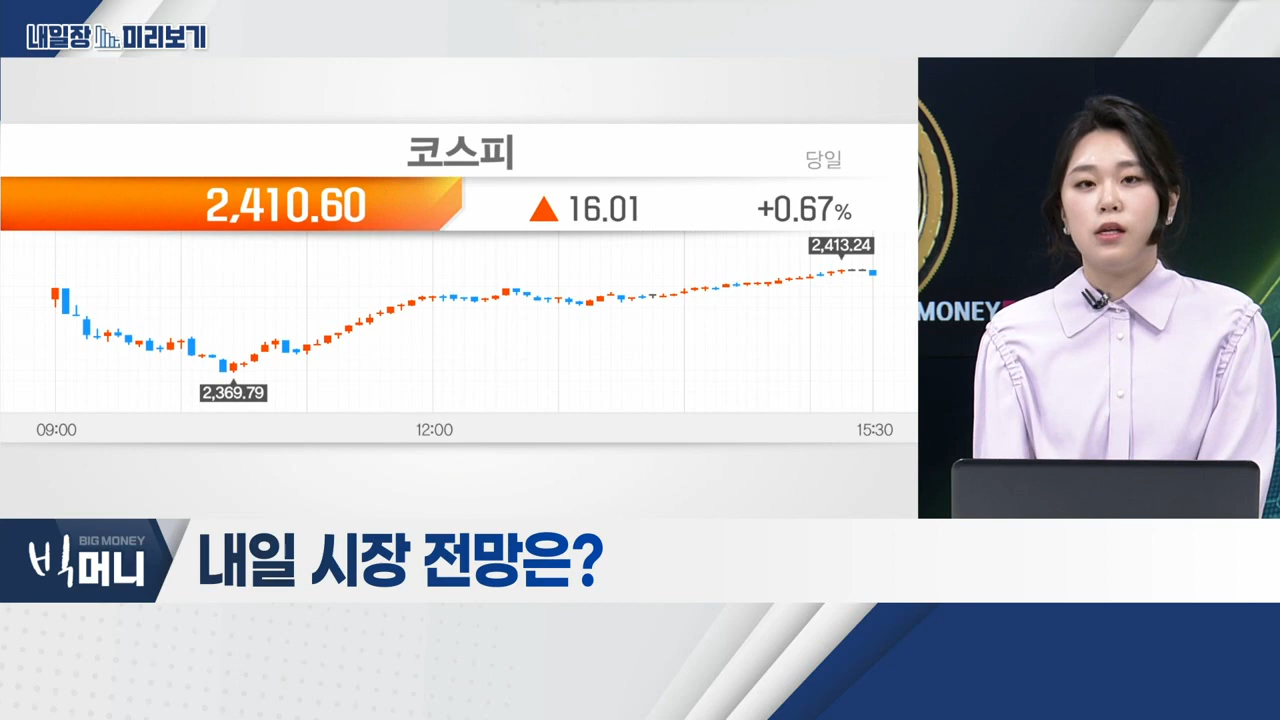 내일장 미리보기
코스피
당일
2,410.60 ▲ 16.01 +0.67%
2,413.24
2,369.79
09:00 12:00 15:30
MONEY
BIG MONEY
빅머니
내일 시장 전망은?